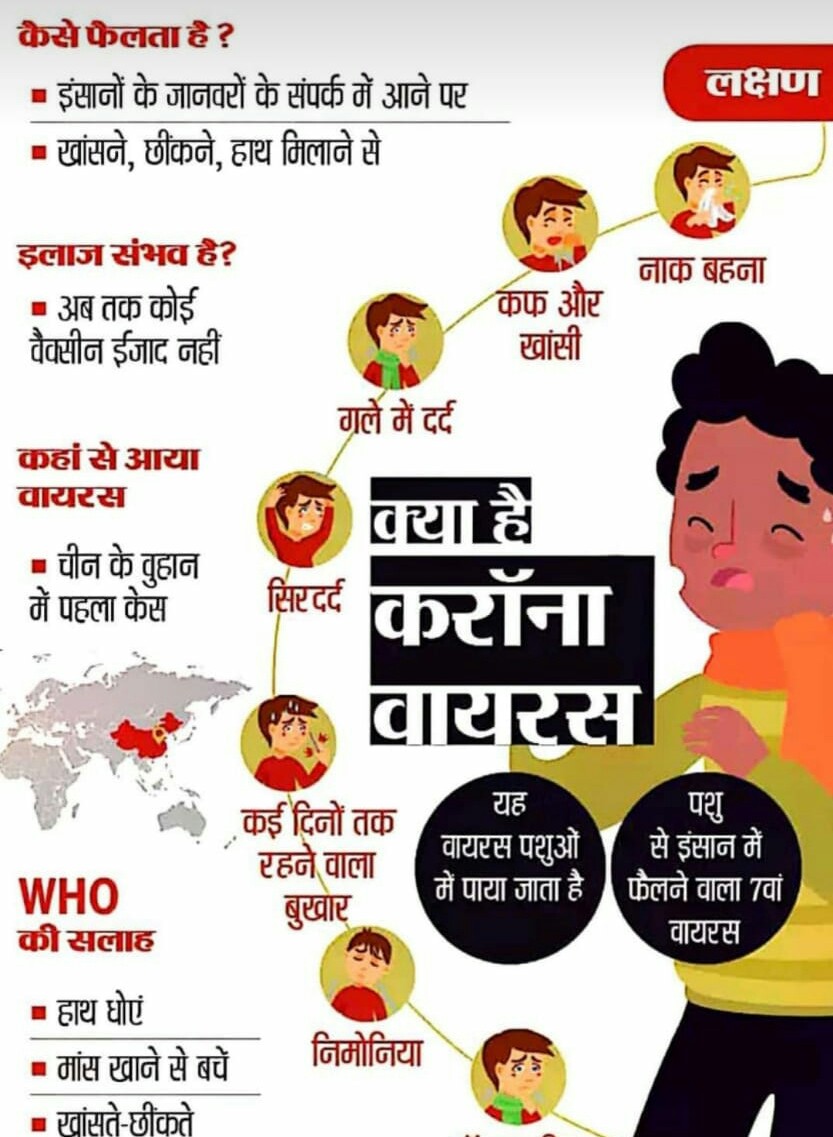 कैसे फैलता है ?
▪ इंसानों के जानवरों के संपर्क में आने पर
▪ खांसने, छींकने, हाथ मिलाने से
इलाज संभव है?
▪ अब तक कोई
वैक्सीन ईजाद नहीं
कहां से आया
वायरस
▪ चीन के वुहान
में पहला केस
WHO
की सलाह
▪ हाथ धोएं
▪ मांस खाने से बचें
▪ खांसते-छींकते
लक्षण
नाक बहना
कफ और
खांसी
गले में दर्द
सिरदर्द
कई दिनों तक
रहने वाला
बुखार
निमोनिया
क्या है
करॉना
वायरस
यह
वायरस पशुओं
में पाया जाता है
पशु
से इंसान में
फैलने वाला 7वां
वायरस